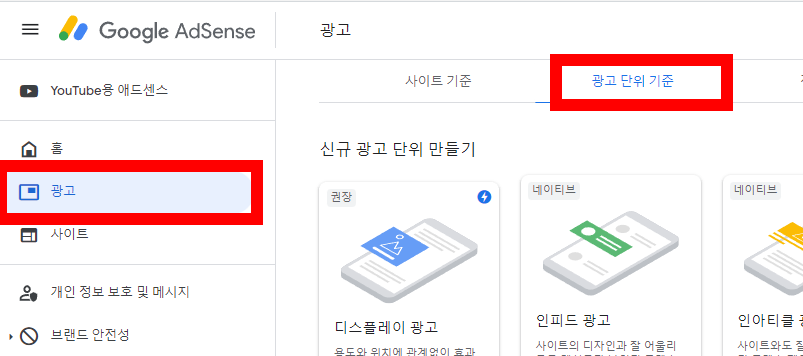 Google AdSense
광고
YouTube용 애드센스
홈
광고
사이트
개인 정보 보호 및 메시지
브랜드 안전성
사이트 기준
광고 단위 기준
신규 광고 단위 만들기
권장
디스플레이 광고
용도와 위치에 관계없이 효과
네이티브
인피드 광고
사이트의 디자인과 잘 어울리
네이티브
인아티클 광
사이트와도 잘